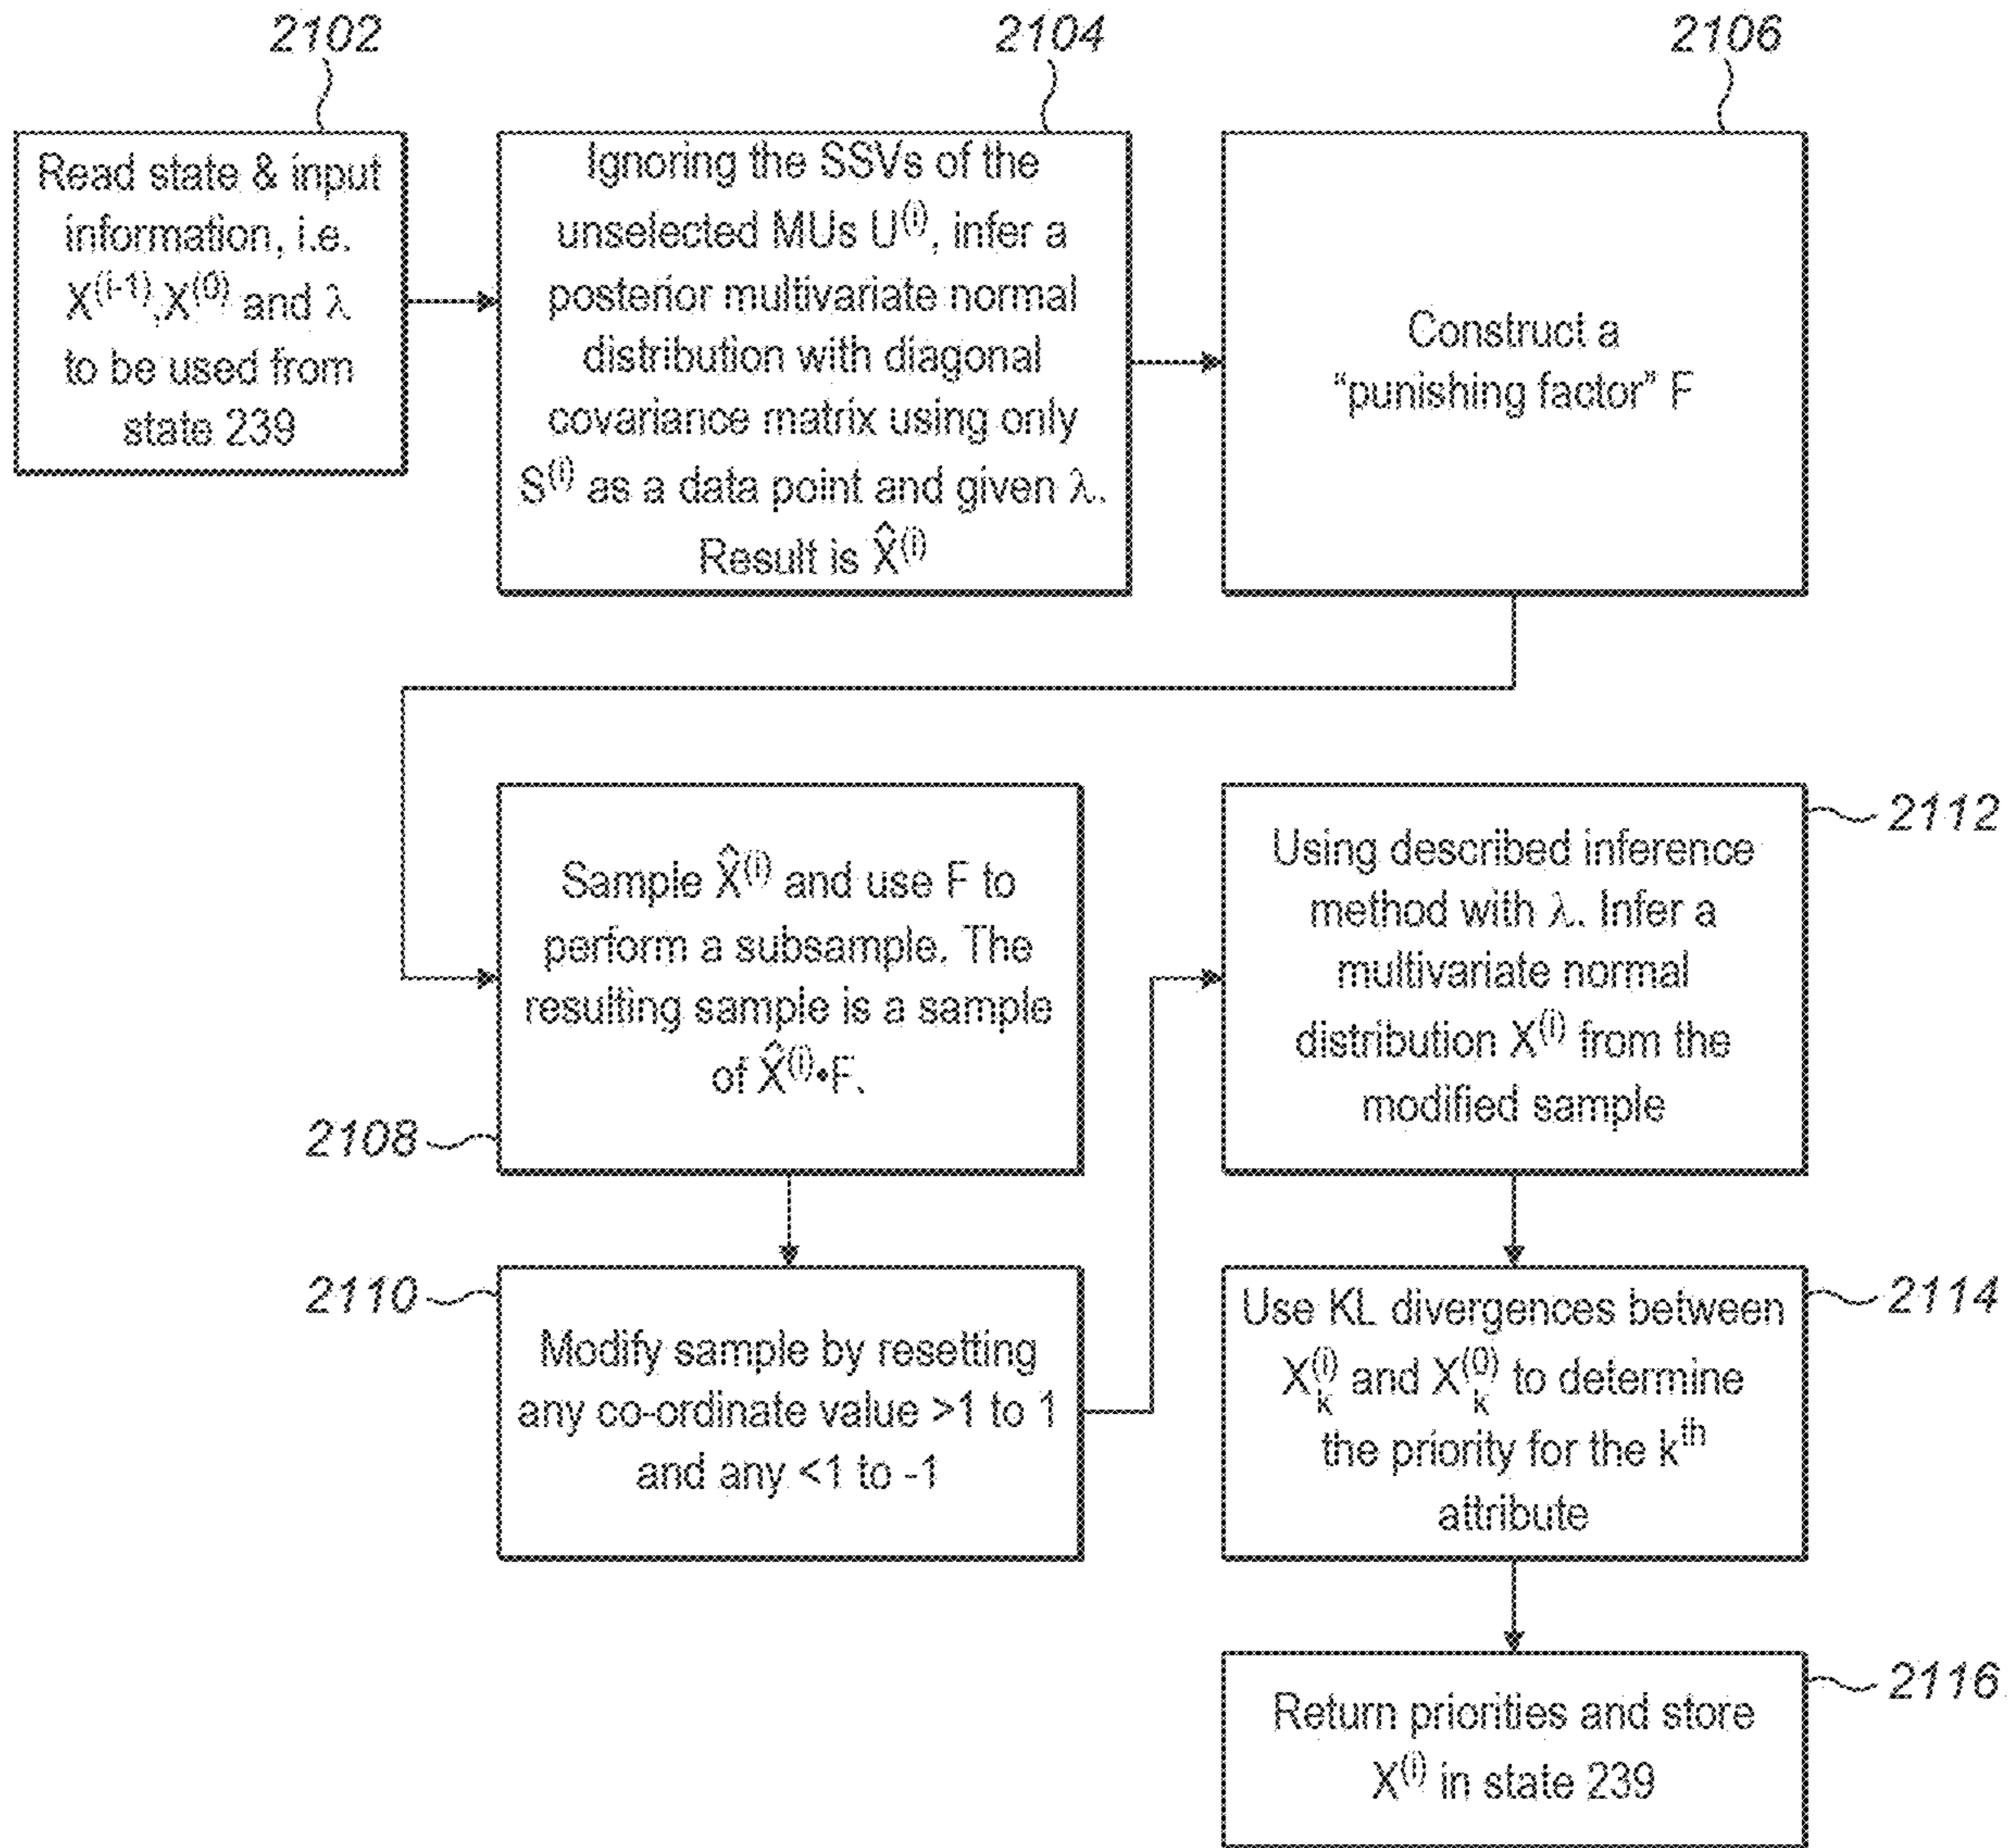 2102
Read state & input
information, i.e.
X^(i-1),X^(0) and λ
to be used from
state 239
2104
Ignoring the SSVs of the
unselected MUs U^(i), infer a
posterior multivariate normal
distribution with diagonal
covariance matrix using only
S^(i) as a data point and given λ.
Result is X̂^(i)
2106
Construct a
“punishing factor” F
Sample X̂^(i) and use F to
perform a subsample. The
resulting sample is a sample
of X̂^(i)•F.
2108
2110
Modify sample by resetting
any co-ordinate value >1 to 1
and any <1 to -1
2112
Using described inference
method with λ. Infer a
multivariate normal
distribution X^(i) from the
modified sample
2114
Use KL divergences between
X_k^(i) and X_k^(0) to determine
the priority for the k^th
attribute
2116
Return priorities and store
X^(i) in state 239